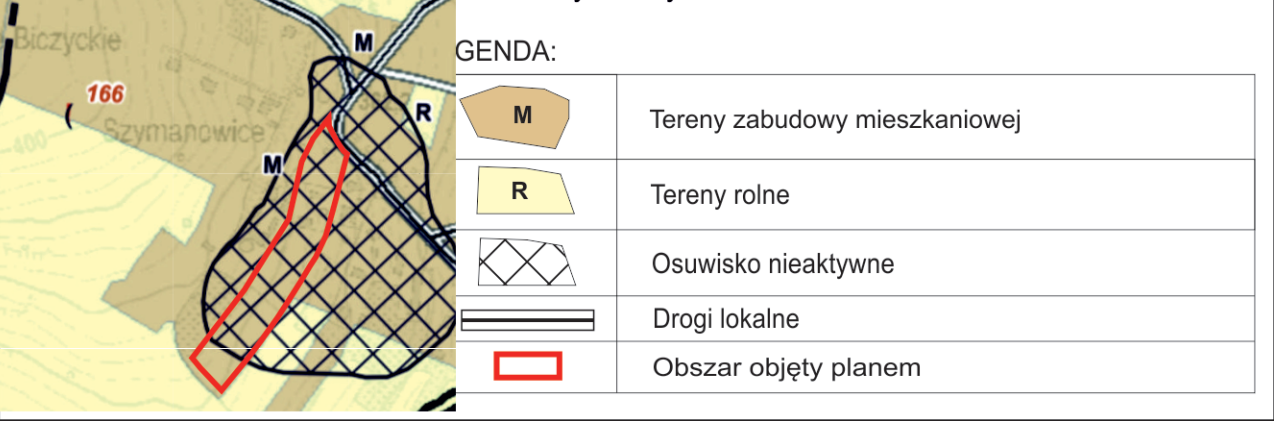 Biczyckie
M
166
R
Szymanowice
400
M
GENDA:
M
Tereny zabudowy mieszkaniowej
R
Tereny rolne
Osuwisko nieaktywne
Drogi lokalne
Obszar objęty planem